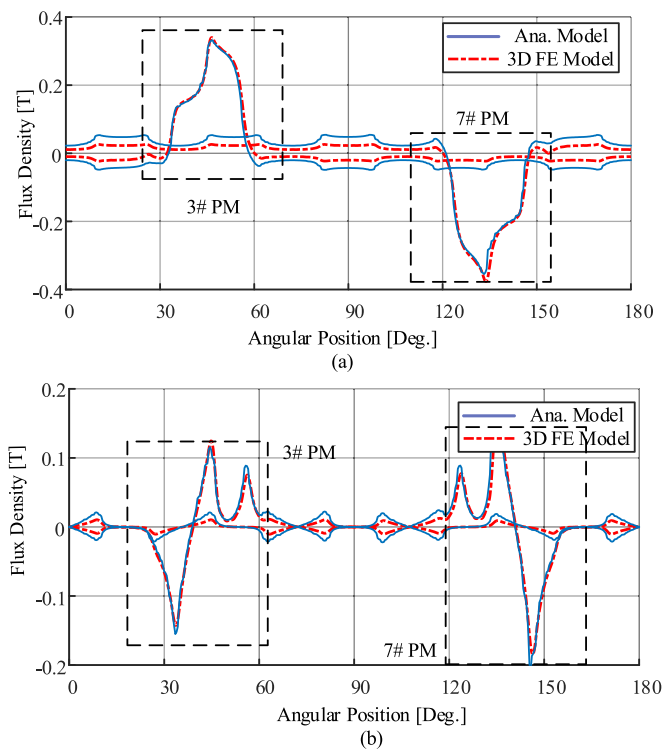 0.4
0.2
0
-0.2
-0.4
Flux Density [T]
Ana. Model
3D FE Model
3# PM
7# PM
0 30 60 90 120 150 180
Angular Position [Deg.]
(a)
0.2
0.1
0
-0.1
-0.2
Flux Density [T]
Ana. Model
3D FE Model
3# PM
7# PM
0 30 60 90 120 150 180
Angular Position [Deg.]
(b)